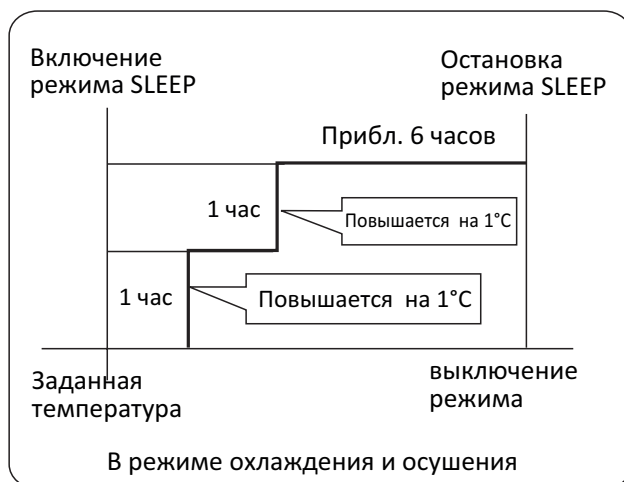 Включение
режима SLEEP
Остановка
режима SLEEP
Прибл. 6 часов
1 час
Повышается на 1°C
1 час
Повышается на 1°C
Заданная
температура
выключение
режима
В режиме охлаждения и осушения